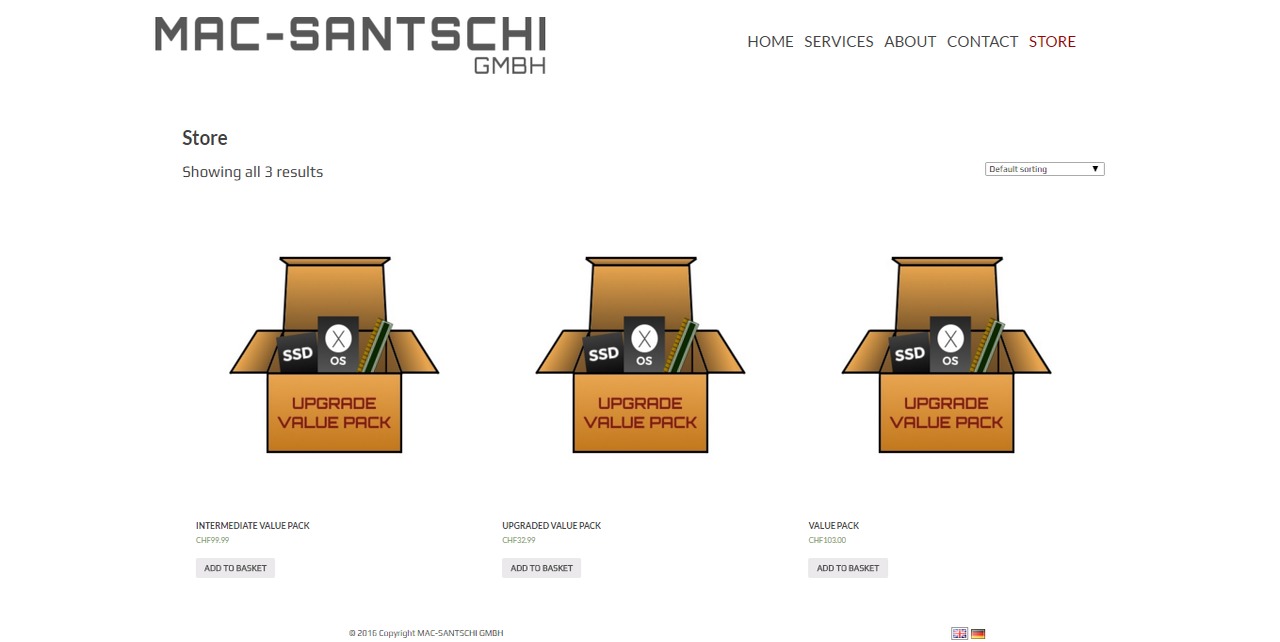 MAC-SANTSCHI
GMBH
HOME SERVICES ABOUT CONTACT STORE
Store
Showing all 3 results
Default sorting
SSD
X
OS
UPGRADE
VALUE PACK
SSD
X
OS
UPGRADE
VALUE PACK
SSD
X
OS
UPGRADE
VALUE PACK
INTERMEDIATE VALUE PACK
CHF99.99
ADD TO BASKET
UPGRADED VALUE PACK
CHF32.99
ADD TO BASKET
VALUE PACK
CHF103.00
ADD TO BASKET
© 2016 Copyright MAC-SANTSCHI GMBH